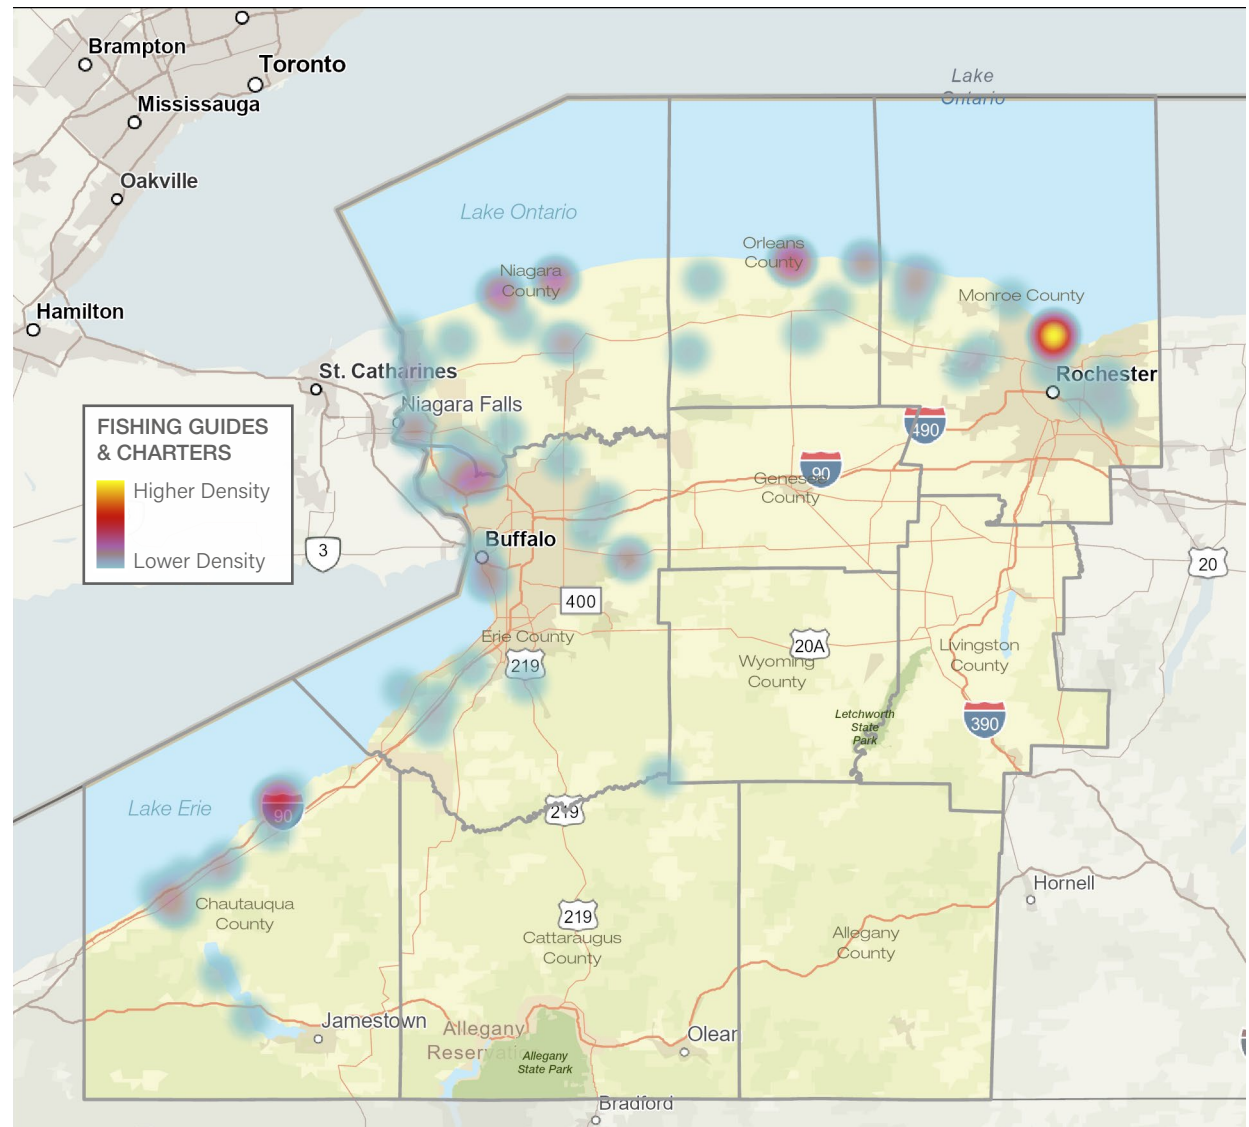 Brampton
Toronto
Mississauga
Oakville
Hamilton
St. Catharines
Niagara Falls
Lake
Ontario
Lake Ontario
Niagara
County
Orleans
County
Monroe County
Rochester
490
90
Genesee
County
FISHING GUIDES
& CHARTERS
Higher Density
Lower Density
3
Buffalo
400
20
Erie County
219
20A
Wyoming
County
Livingston
County
Letchworth
State
Park
390
Lake Erie
90
219
219
Chautauqua
County
Cattaraugus
County
Allegany
County
Hornell
Jamestown
Allegany
Reservati
Allegany
State Park
Olean
Bradford